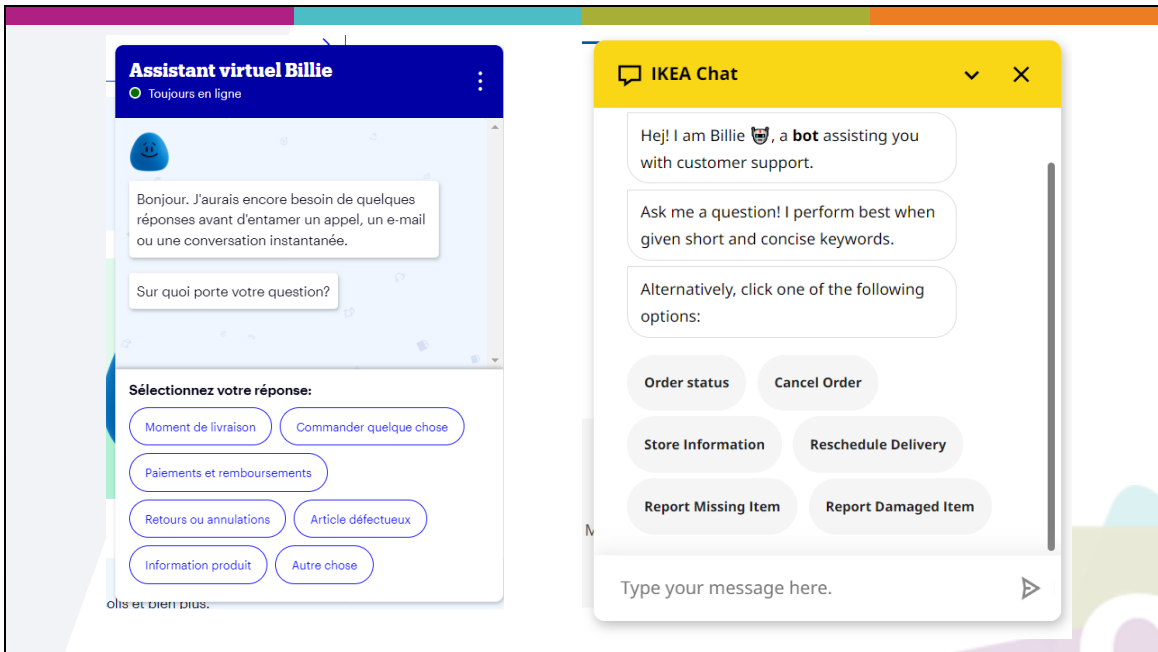 Assistant virtuel Billie
Toujours en ligne
Bonjour. J'aurais encore besoin de quelques
réponses avant d'entamer un appel, un e-mail
ou une conversation instantanée.
Sur quoi porte votre question?
Sélectionnez votre réponse:
Moment de livraison
Commander quelque chose
Paiements et remboursements
Retours ou annulations
Article défectueux
Information produit
Autre chose
et bien plus.
IKEA Chat
Hej! I am Billie 🤖, a bot assisting you
with customer support.
Ask me a question! I perform best when
given short and concise keywords.
Alternatively, click one of the following
options:
Order status
Cancel Order
Store Information
Reschedule Delivery
Report Missing Item
Report Damaged Item
M
Type your message here.